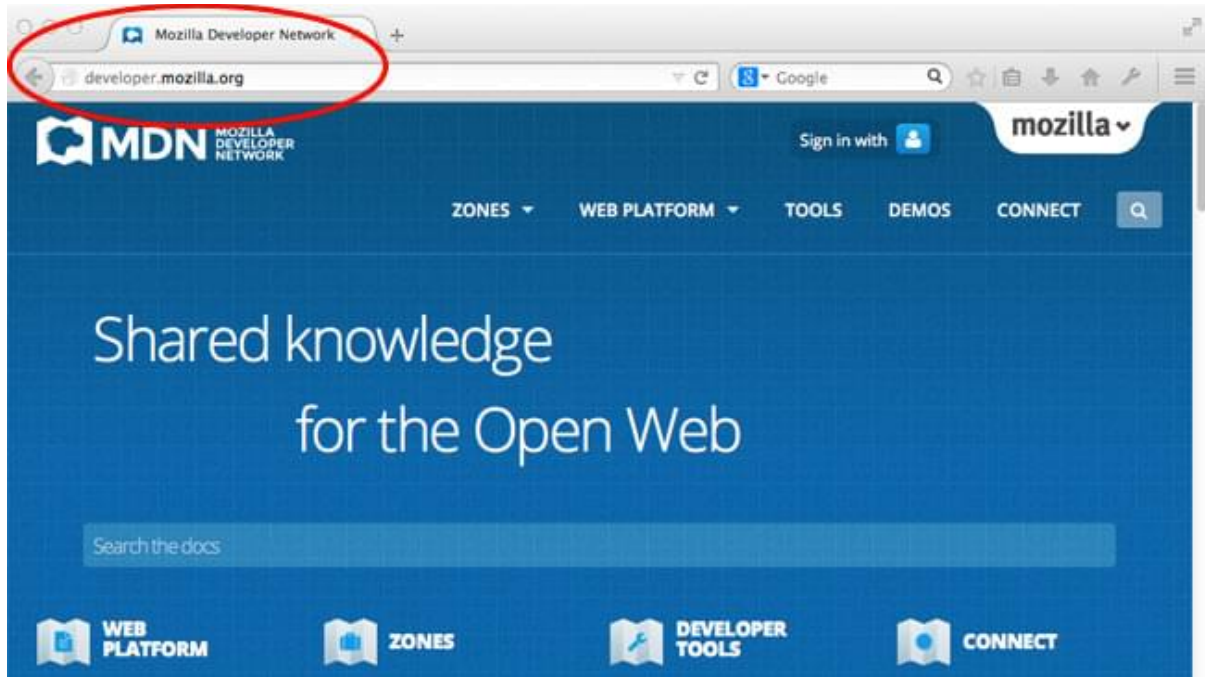 Mozilla Developer Network
developer.mozilla.org
Google
MDN MOZILLA DEVELOPER NETWORK
Sign in with
mozilla
ZONES WEB PLATFORM TOOLS DEMOS CONNECT
Shared knowledge
for the Open Web
Search the docs
WEB PLATFORM
ZONES
DEVELOPER TOOLS
CONNECT